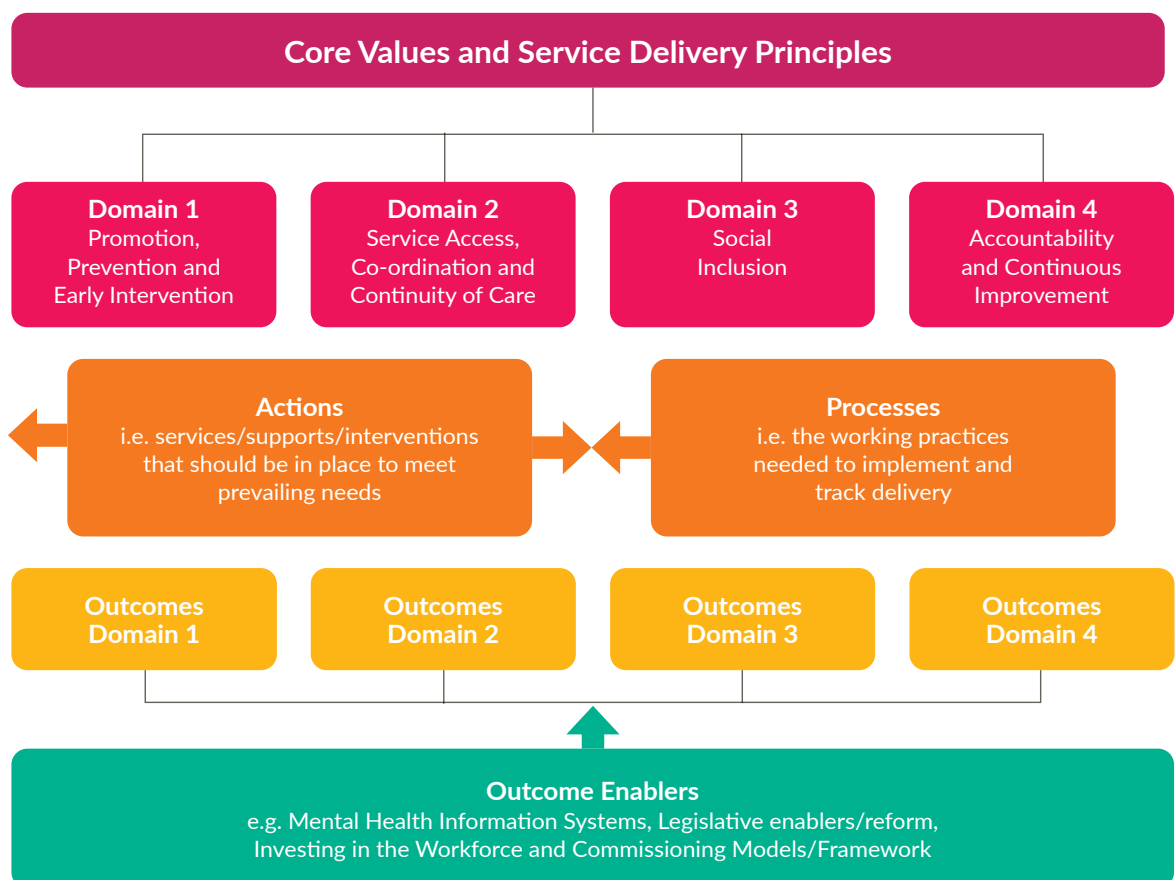 Core Values and Service Delivery Principles
Domain 1
Promotion,
Prevention and
Early Intervention
Domain 2
Service Access,
Co-ordination and
Continuity of Care
Domain 3
Social
Inclusion
Domain 4
Accountability
and Continuous
Improvement
Actions
i.e. services/supports/interventions
that should be in place to meet
prevailing needs
Processes
i.e. the working practices
needed to implement and
track delivery
Outcomes
Domain 1
Outcomes
Domain 2
Outcomes
Domain 3
Outcomes
Domain 4
Outcome Enablers
e.g. Mental Health Information Systems, Legislative enablers/reform,
Investing in the Workforce and Commissioning Models/Framework